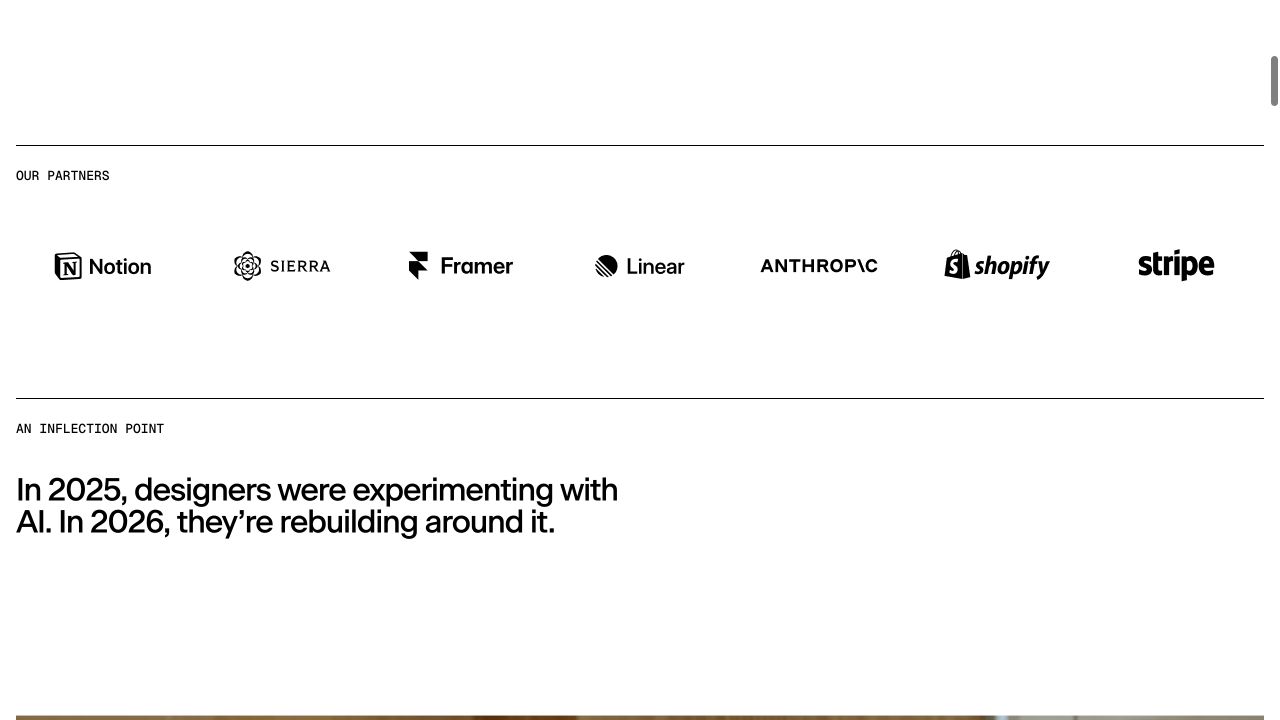 OUR PARTNERS
Notion
SIERRA
Framer
Linear
ANTHROP\C
shopify
stripe
AN INFLECTION POINT
In 2025, designers were experimenting with
AI. In 2026, they’re rebuilding around it.